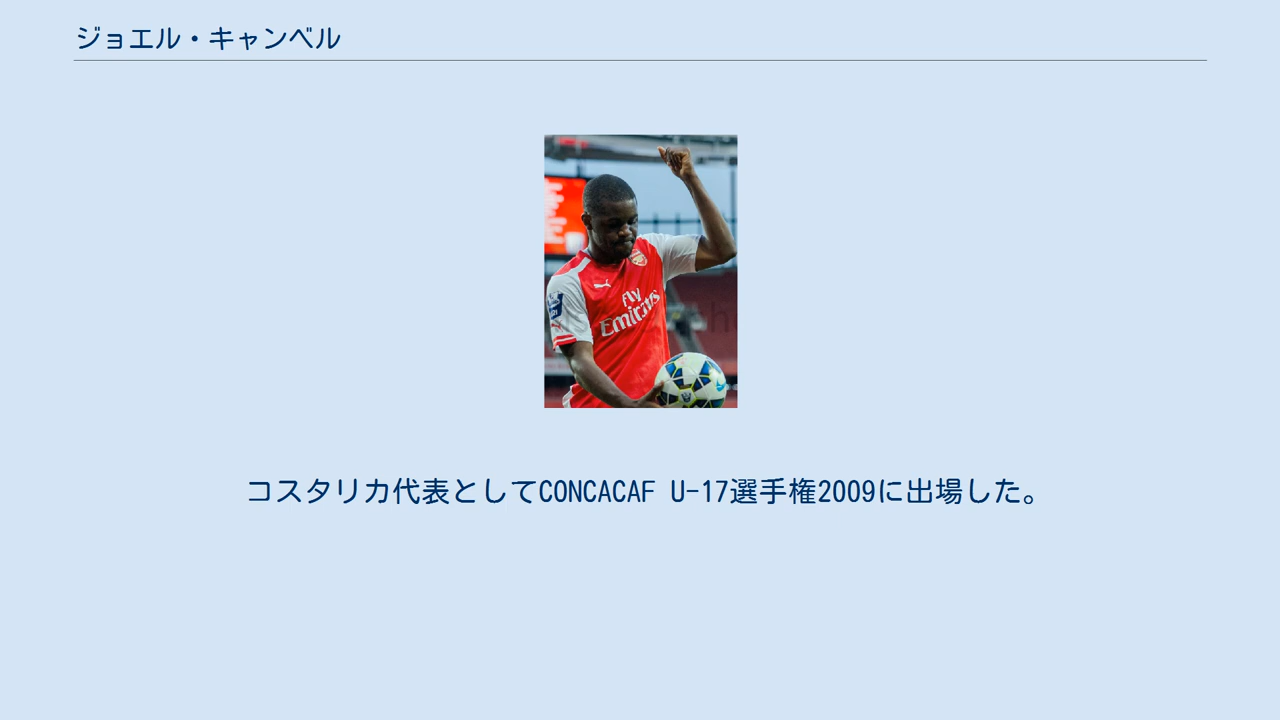 ジョエル・キャンベル
Fly
Emirates
コスタリカ代表としてCONCACAF U-17選手権2009に出場した。